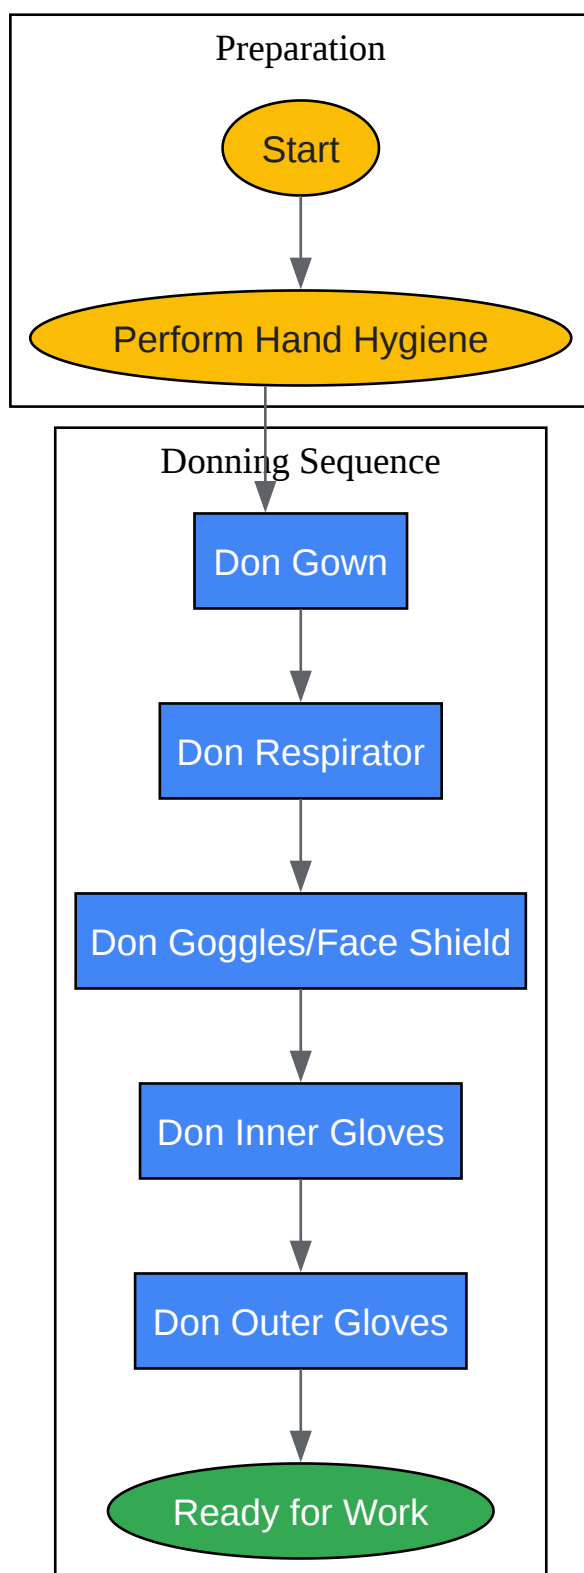 Preparation
Start
Perform Hand Hygiene
Donning Sequence
Don Gown
Don Respirator
Don Goggles/Face Shield
Don Inner Gloves
Don Outer Gloves
Ready for Work